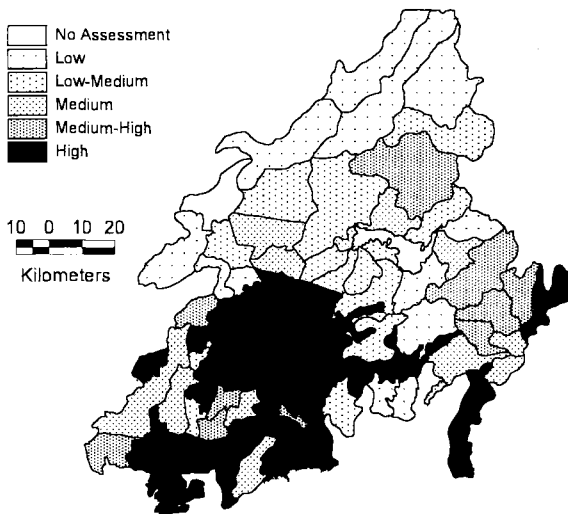 No Assessment
Low
Low-Medium
Medium
Medium-High
High
10 0 10 20
Kilometers